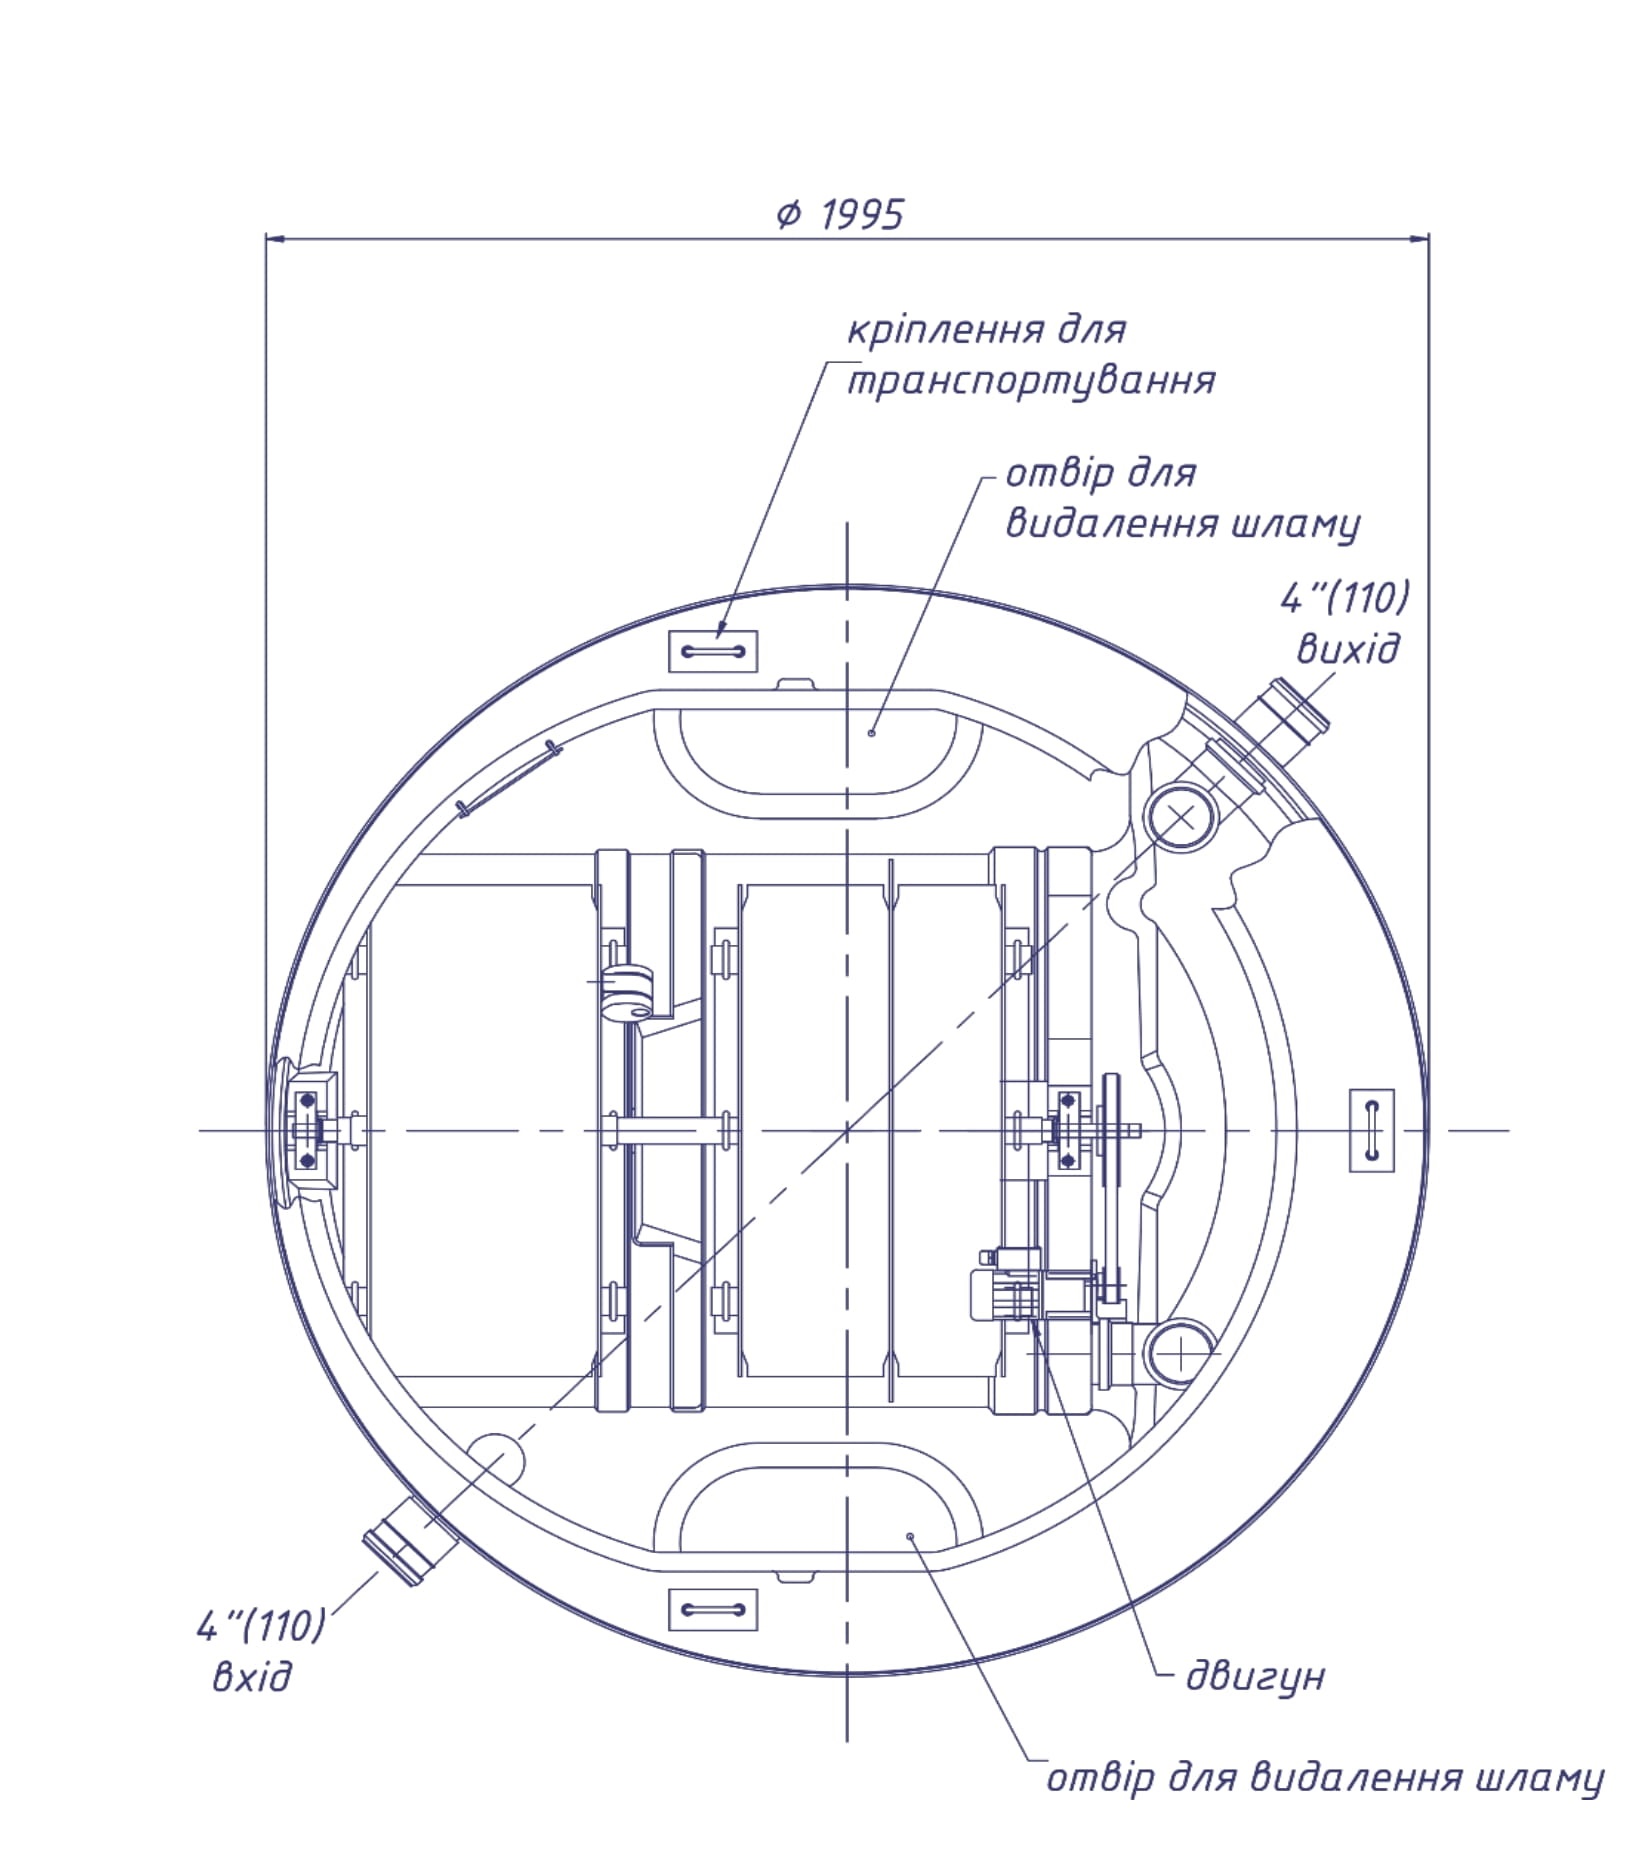 ϕ 1995
кріплення для
транспортування
отвір для
видалення шламу
4"(110)
вихід
4"(110)
вхід
двигун
отвір для видалення шламу